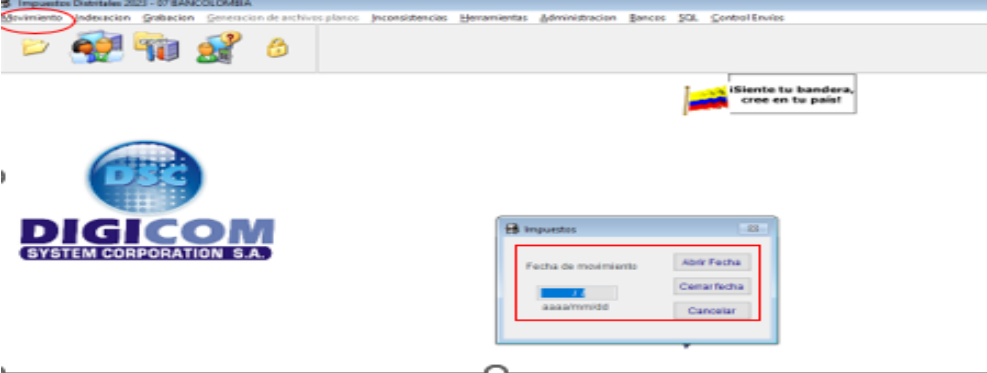 Impuestos Distritales 2023 - 07 BANCOLOMBIA
Movimiento Indexacion Grabacion Generacion de archivos planos Inconsistencias Herramientas Administracion Bancos SQL Control Envíos
¡Siente tu bandera,
cree en tu país!
DSC
DIGICOM
SYSTEM CORPORATION S.A.
Impuestos
Fecha de movimiento
Abrir Fecha
/ /
Cerrar fecha
aaaa/mm/dd
Cancelar